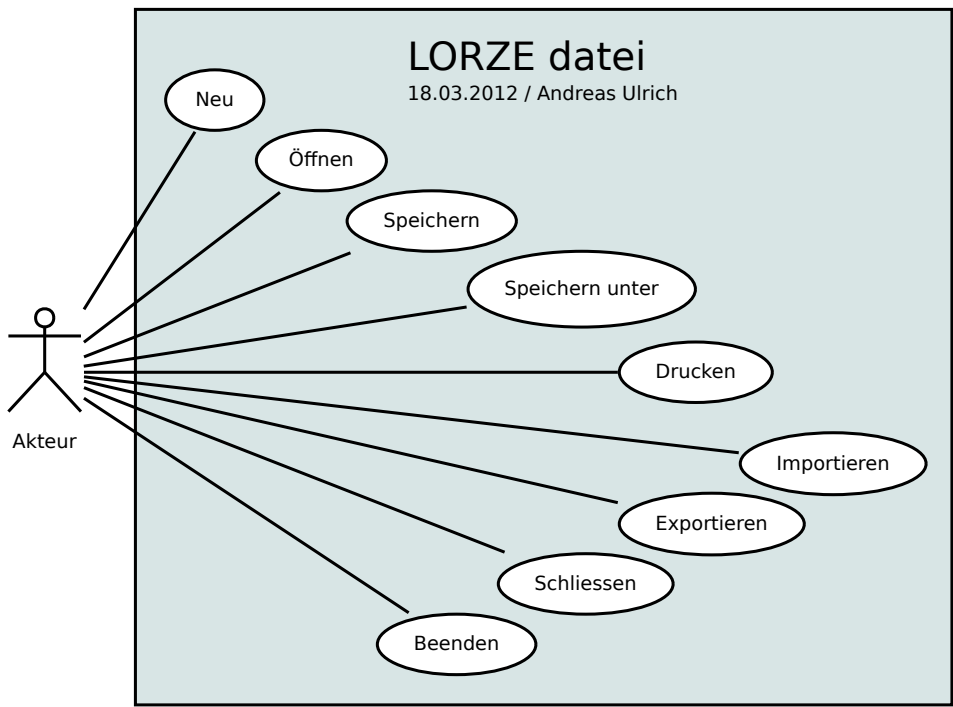 LORZE datei
18.03.2012 / Andreas Ulrich
Neu
Öffnen
Speichern
Speichern unter
Drucken
Akteur
Importieren
Exportieren
Schliessen
Beenden